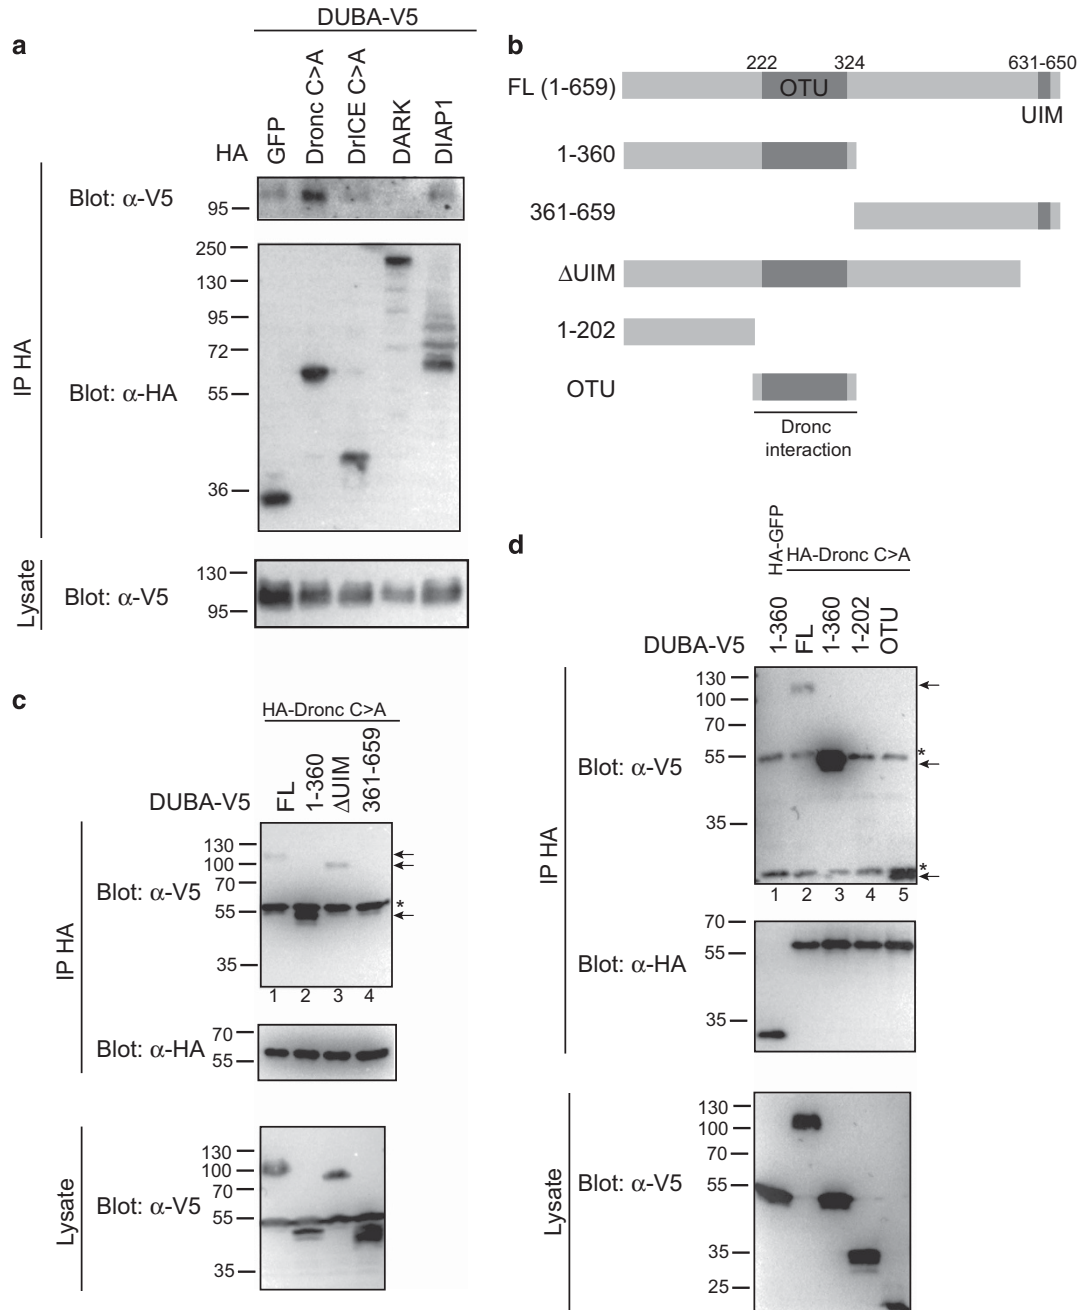 a
DUBA-V5
HA
GFP
Dronc C>A
DrICE C>A
DARK
DIAP1
IP HA
Blot: α-V5
95
Blot: α-HA
250
130
95
72
55
36
Lysate
Blot: α-V5
130
95
b
222
324
631-650
FL (1-659)
OTU
UIM
1-360
361-659
ΔUIM
1-202
OTU
Dronc
interaction
c
HA-Dronc C>A
DUBA-V5
FL
1-360
ΔUIM
361-659
IP HA
Blot: α-V5
130
100
70
55
35
*
1 2 3 4
Blot: α-HA
70
55
Lysate
Blot: α-V5
130
100
70
55
35
d
HA-GFP
HA-Dronc C>A
DUBA-V5
1-360
FL
1-360
1-202
OTU
IP HA
Blot: α-V5
130
100
70
55
35
*
*
1 2 3 4 5
Blot: α-HA
70
55
35
Lysate
Blot: α-V5
130
100
70
55
35
25